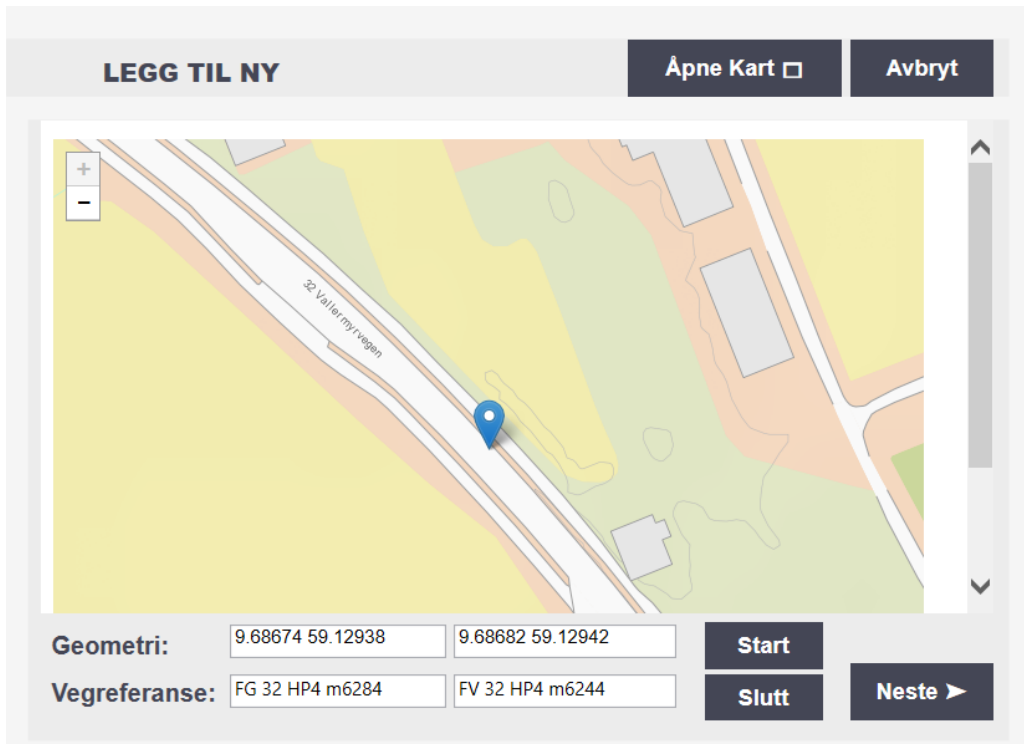 LEGG TIL NY
Åpne Kart
Avbryt
+
−
32 Vallermyrvegen
Geometri:
9.68674 59.12938
9.68682 59.12942
Start
Vegreferanse:
FG 32 HP4 m6284
FV 32 HP4 m6244
Slutt
Neste ➤